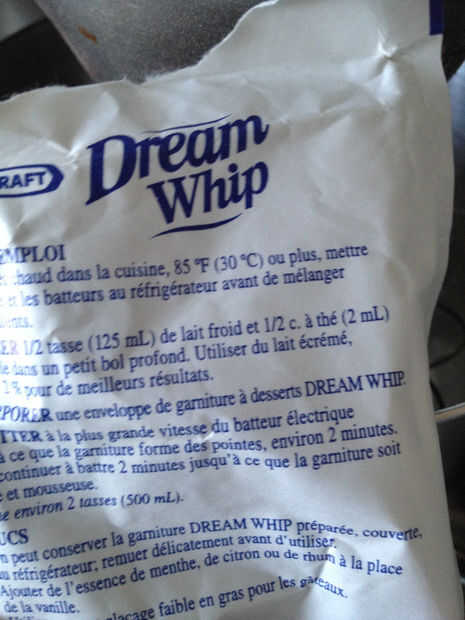 RAFT
Dream
Whip
EMPLOI
chaud dans la cuisine, 85 °F (30 °C) ou plus, mettre
et les batteurs au réfrigérateur avant de mélanger
ER 1/2 tasse (125 mL) de lait froid et 1/2 c. à thé (2 mL)
dans un petit bol profond. Utiliser du lait écrémé,
pour de meilleurs résultats.
PORER une enveloppe de garniture à desserts DREAM WHIP.
TTER à la plus grande vitesse du batteur électrique
à ce que la garniture forme des pointes, environ 2 minutes.
continuer à battre 2 minutes jusqu'à ce que la garniture soit
e et mousseuse.
environ 2 tasses (500 mL).
UCS
n peut conserver la garniture DREAM WHIP préparée, couverte,
au réfrigérateur; remuer délicatement avant d'utiliser.
Ajouter de l'essence de menthe, de citron ou de rhum à la place
de la vanille.
glaçage faible en gras pour les gâteaux.